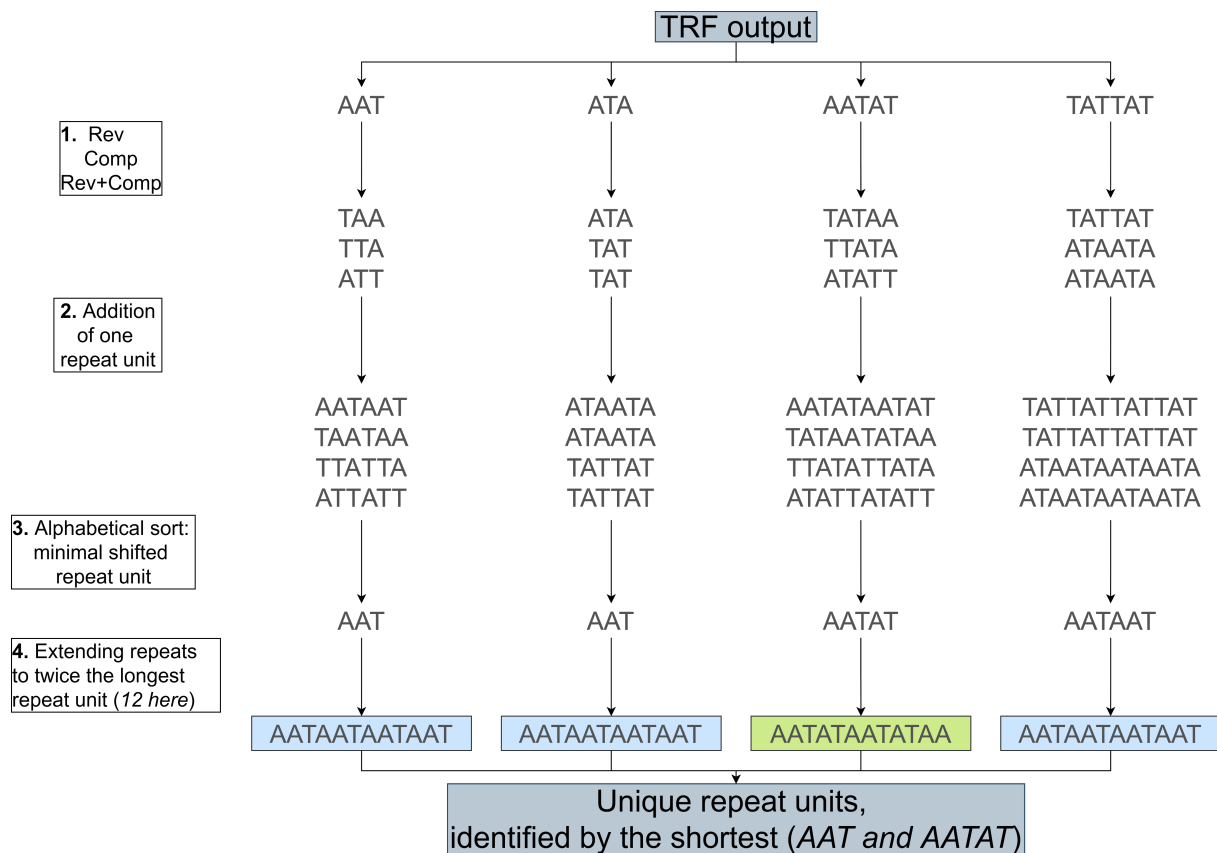 TRF output
AAT ATA AATAT TATTAT
1. Rev
Comp
Rev+Comp
TAA ATA TATAA TATTAT
TTA TAT TTATA ATAATA
ATT TAT ATATT ATAATA
2. Addition
of one
repeat unit
AATAAT ATAATA AATATAATAT TATTATTATTAT
TAATAA ATAATA TATAATATAA TATTATTATTAT
TTATTA TATTAT TTATATTATA ATAATAATAATA
ATTATT TATTAT ATATTATATT ATAATAATAATA
3. Alphabetical sort:
minimal shifted
repeat unit
AAT AAT AATAT AATAAT
4. Extending repeats
to twice the longest
repeat unit (12 here)
AATAATAATAAT AATAATAATAAT AATATAATATAA AATAATAATAAT
Unique repeat units,
identified by the shortest (AAT and AATAT)